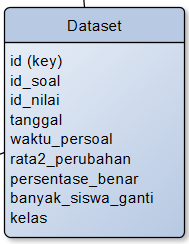 Dataset
id (key)
id_soal
id_nilai
tanggal
waktu_persoal
rata2_perubahan
persentase_benar
banyak_siswa_ganti
kelas